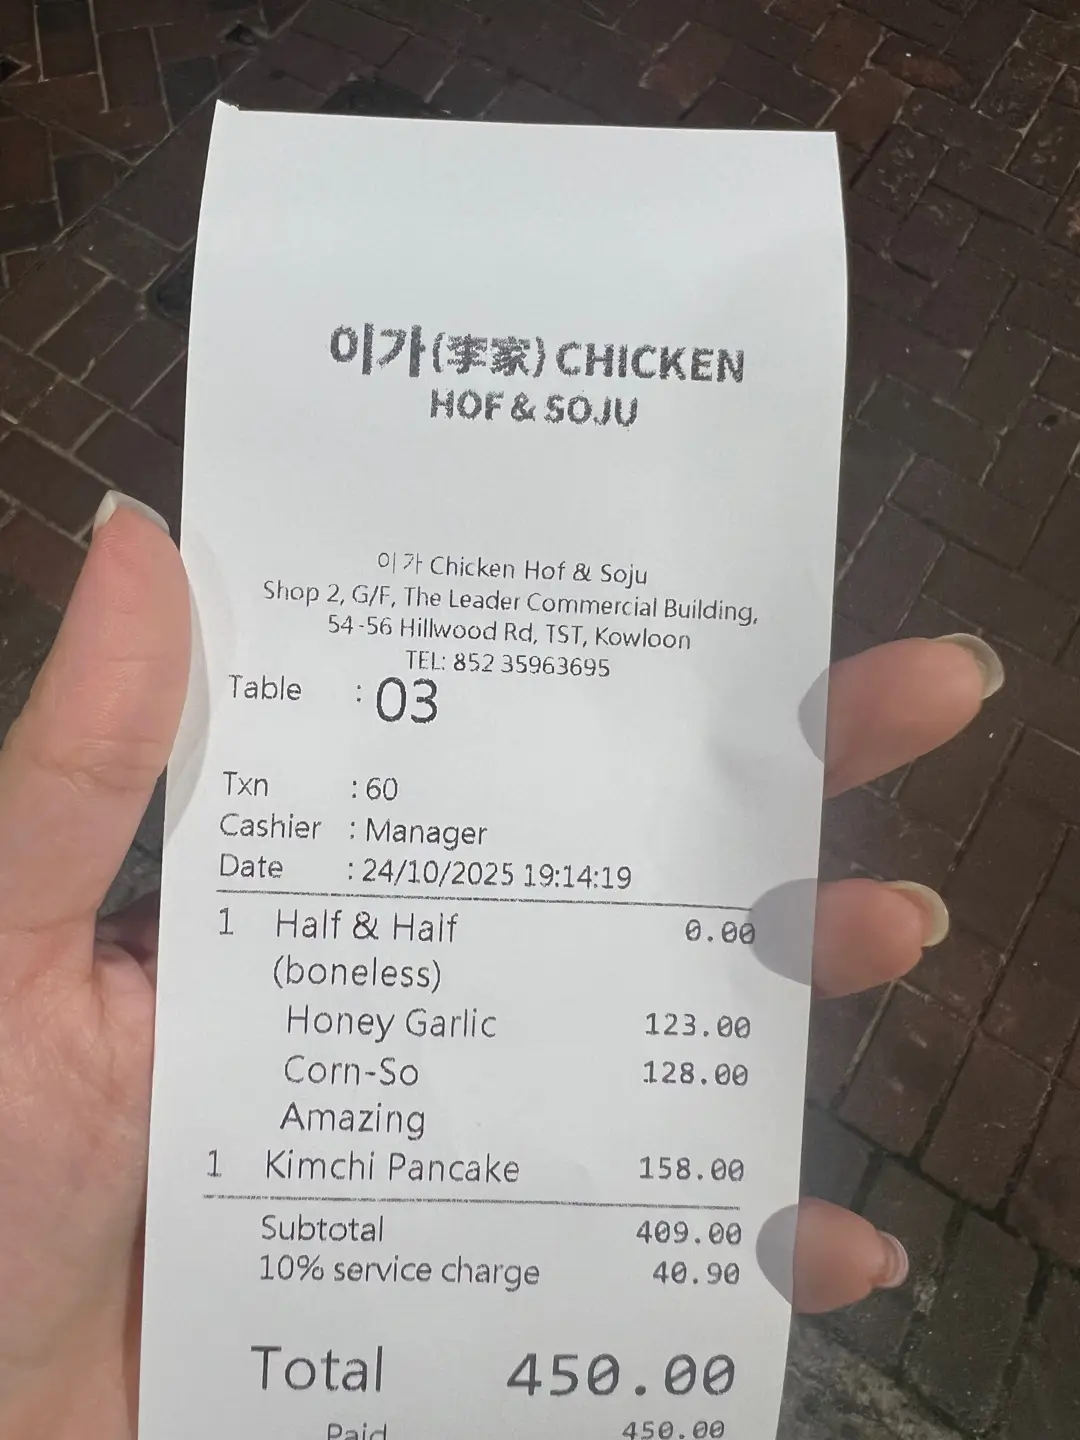 이가(李家) CHICKEN
HOF & SOJU
이가 Chicken Hof & Soju
Shop 2, G/F, The Leader Commercial Building,
54-56 Hillwood Rd, TST, Kowloon
TEL: 852 35963695
Table : 03
Txn : 60
Cashier : Manager
Date : 24/10/2025 19:14:19
1 Half & Half 0.00
(boneless)
Honey Garlic 123.00
Corn-So 128.00
Amazing
1 Kimchi Pancake 158.00
Subtotal 409.00
10% service charge 40.90
Total 450.00
Paid 450.00